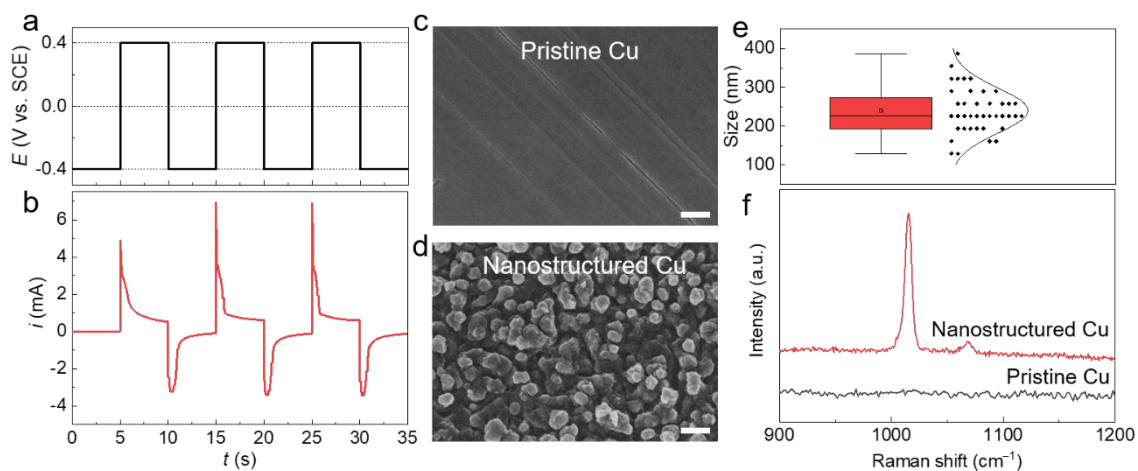 a
0.4
0.0
-0.4
E (V vs. SCE)
b
6
4
2
0
-2
-4
i (mA)
0 5 10 15 20 25 30 35
t (s)
c
Pristine Cu
d
Nanostructured Cu
e
400
300
200
100
Size (nm)
f
Intensity (a.u.)
Nanostructured Cu
Pristine Cu
900 1000 1100 1200
Raman shift (cm⁻¹)